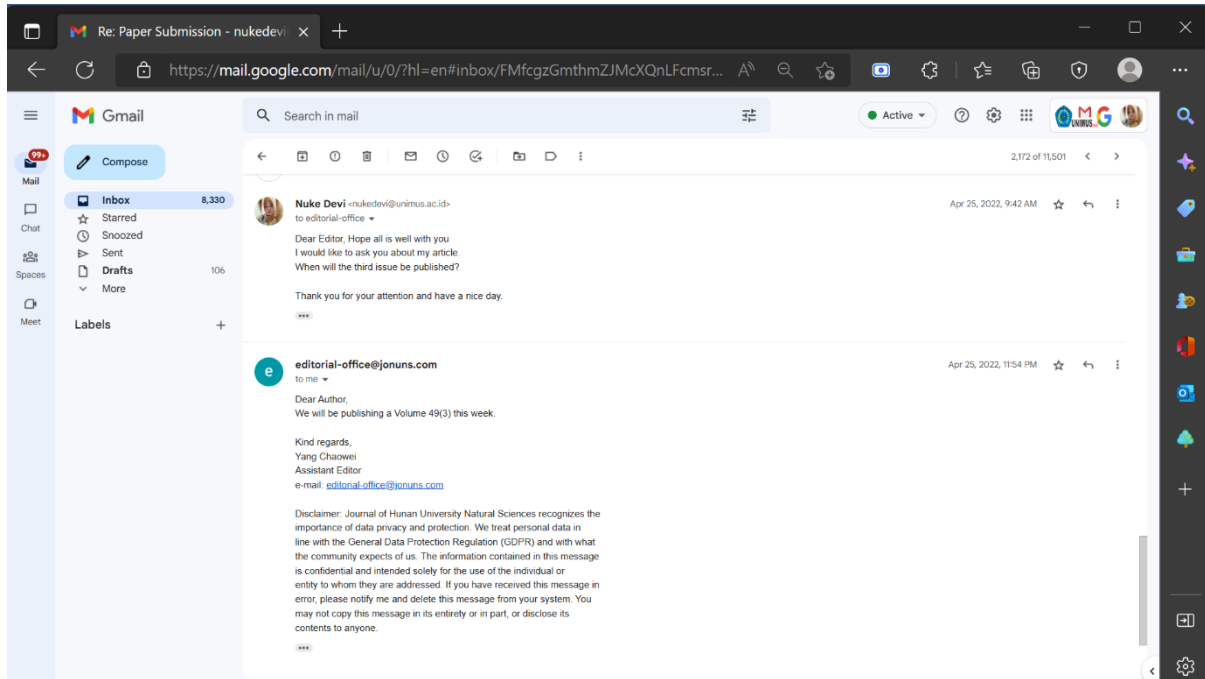 Re: Paper Submission - nukedevi
https://mail.google.com/mail/u/0/?hl=en#inbox/FMfcgzGmthmZJMcXQnLFcmsr...
Gmail
Search in mail
Active
UNIMUS
99+
Mail
Compose
2,172 of 11,501
Inbox 8,330
Starred
Snoozed
Sent
Drafts 106
More
Labels
Chat
Spaces
Meet
Nuke Devi <nukedevi@unimus.ac.id>
Apr 25, 2022, 9:42 AM
to editorial-office
Dear Editor, Hope all is well with you
I would like to ask you about my article.
When will the third issue be published?
Thank you for your attention and have a nice day.
e
editorial-office@jonuns.com
Apr 25, 2022, 11:54 PM
to me
Dear Author,
We will be publishing a Volume 49(3) this week.
Kind regards,
Yang Chaowei
Assistant Editor
e-mail: editorial-office@jonuns.com
Disclaimer: Journal of Hunan University Natural Sciences recognizes the
importance of data privacy and protection. We treat personal data in
line with the General Data Protection Regulation (GDPR) and with what
the community expects of us. The information contained in this message
is confidential and intended solely for the use of the individual or
entity to whom they are addressed. If you have received this message in
error, please notify me and delete this message from your system. You
may not copy this message in its entirety or in part, or disclose its
contents to anyone.